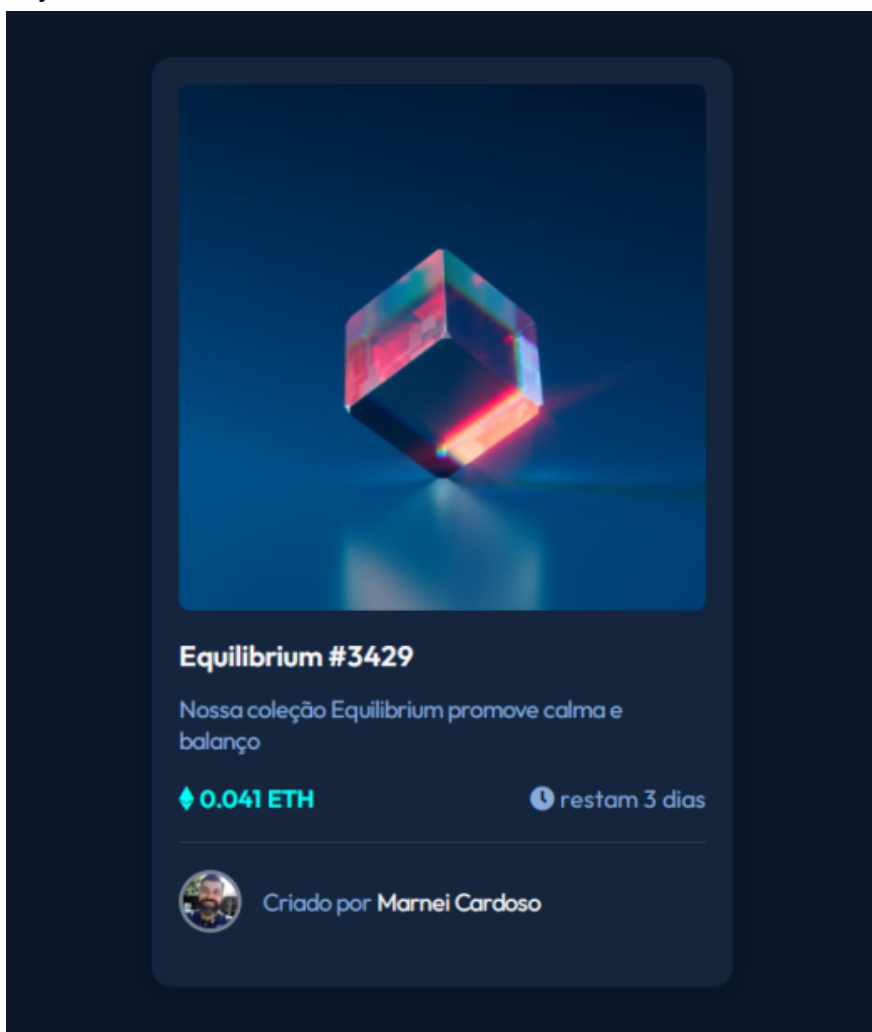 Equilibrium #3429
Nossa coleção Equilibrium promove calma e
balanço
0.041 ETH
restam 3 dias
Criado por Marnei Cardoso